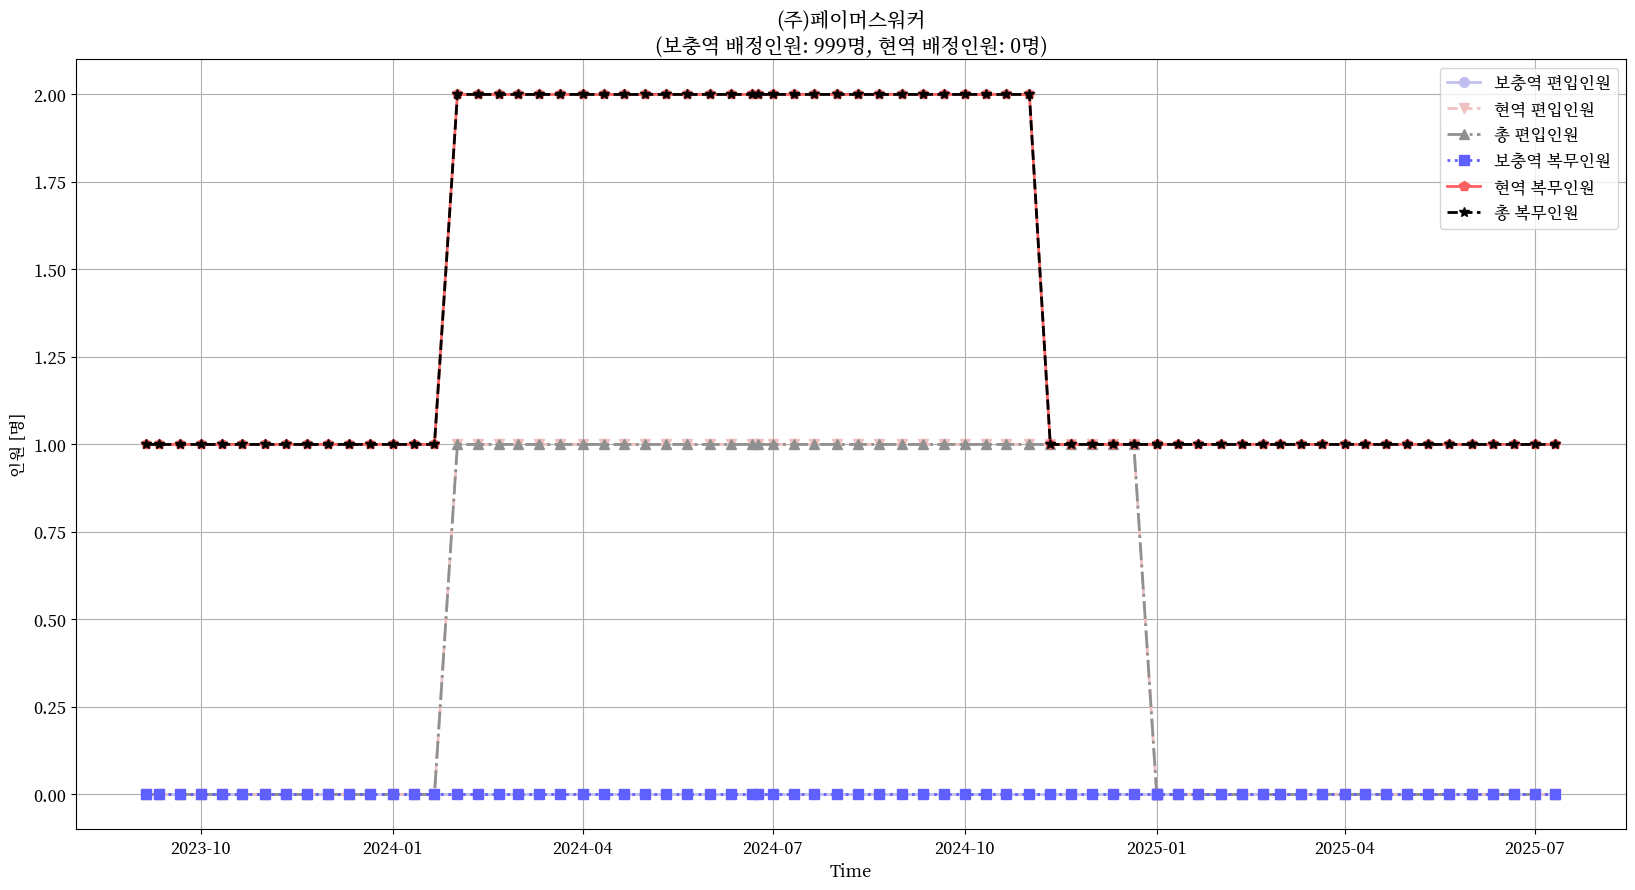 (주)페이머스워커
(보충역 배정인원: 999명, 현역 배정인원: 0명)
보충역 편입인원
현역 편입인원
총 편입인원
보충역 복무인원
현역 복무인원
총 복무인원
인원 [명]
2.00
1.75
1.50
1.25
1.00
0.75
0.50
0.25
0.00
2023-10
2024-01
2024-04
2024-07
2024-10
2025-01
2025-04
2025-07
Time